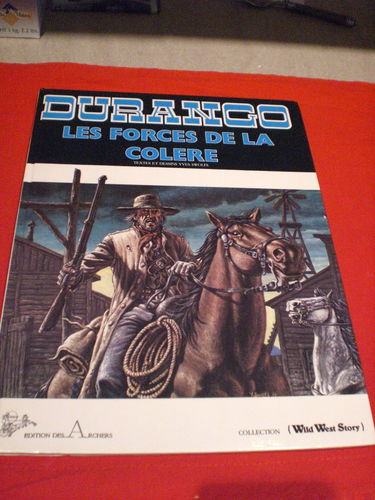 DURANGO
LES FORCES DE LA
COLERE
TEXTES ET DESSINS YVES SWOLFS
EDITION DES ARCHERS
COLLECTION {Wild West Story}